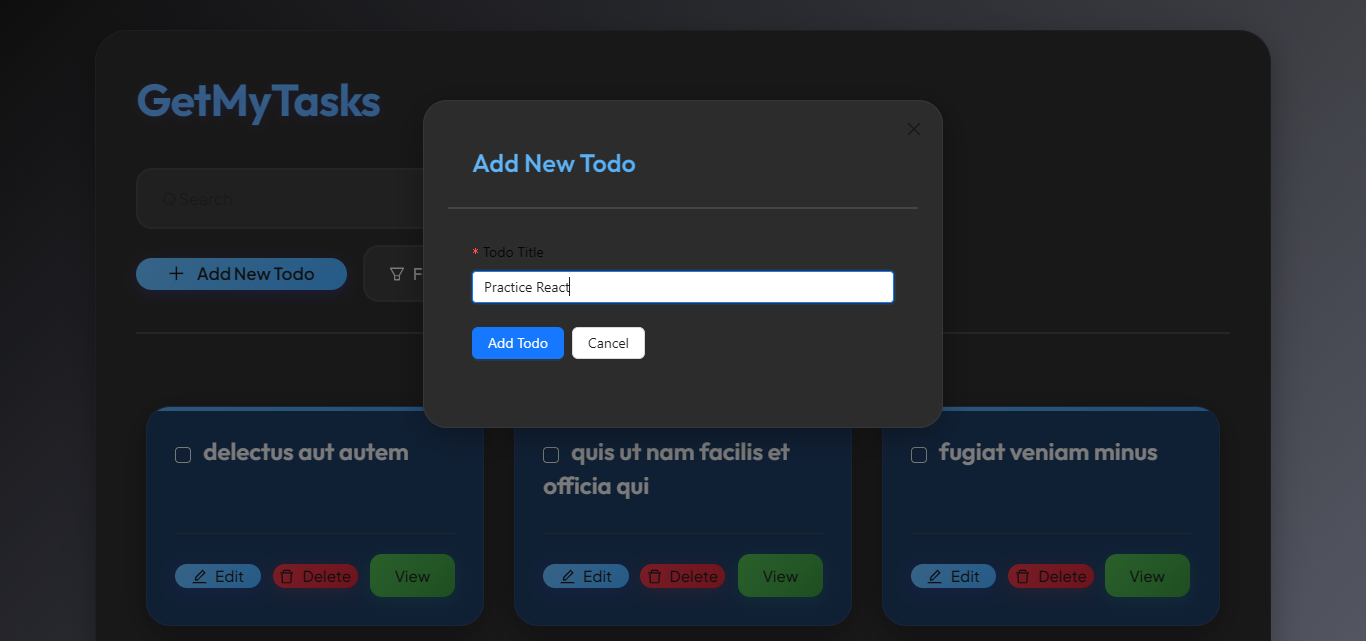 GetMyTasks
Add New Todo
Search
* Todo Title
Add New Todo
F
Practice React
Add Todo Cancel
delectus aut autem
quis ut nam facilis et
officia qui
fugiat veniam minus
Edit Delete View
Edit Delete View
Edit Delete View